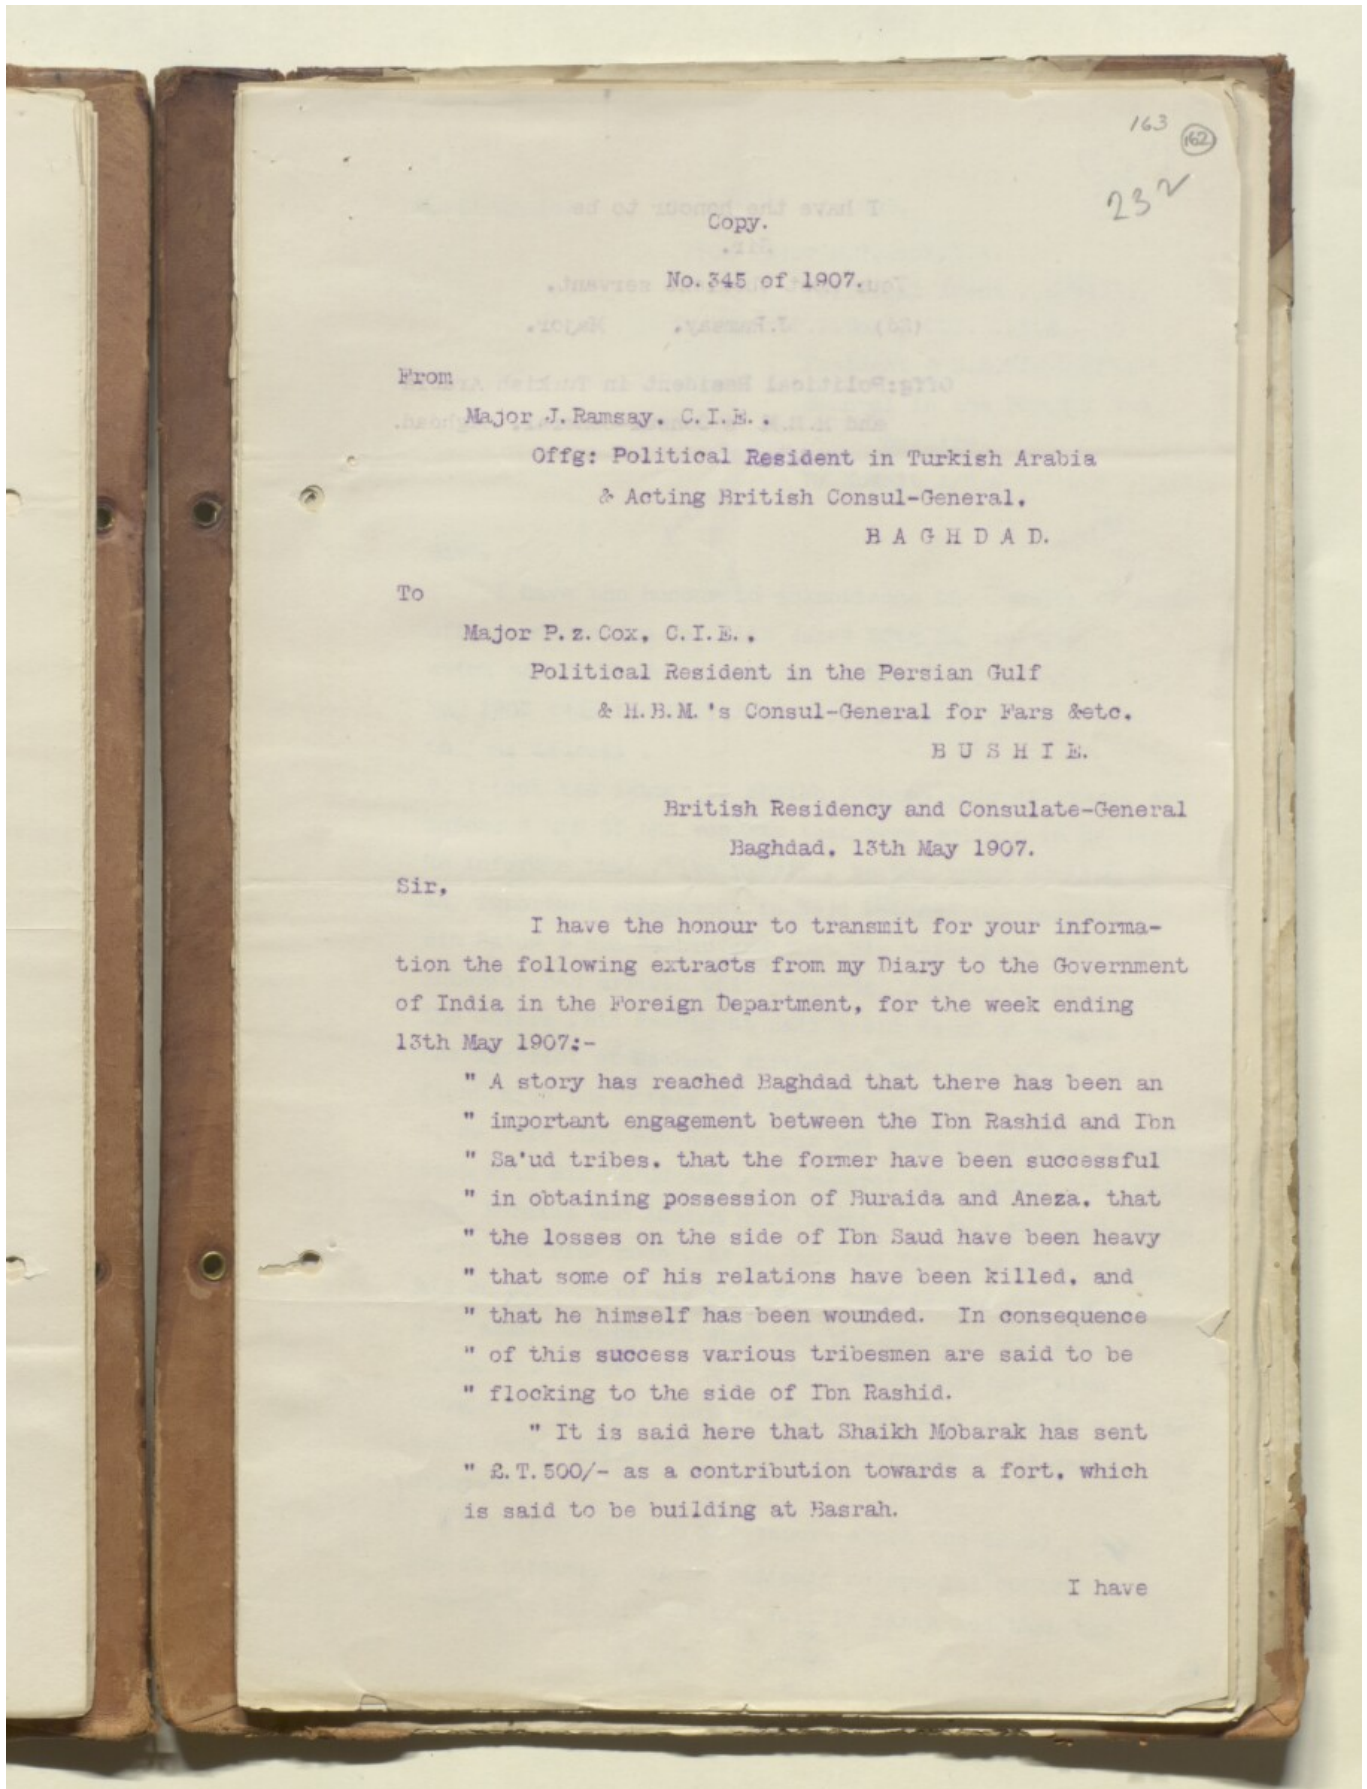 163
162
232
Copy.
No. 345 of 1907.
From
Major J. Ramsay, C.I.E.,
Offg: Political Resident in Turkish Arabia
& Acting British Consul-General,
B A G H D A D.
To
Major P. z. Cox, C.I.E.,
Political Resident in the Persian Gulf
& H.B.M.'s Consul-General for Fars &etc.
B U S H I E.
British Residency and Consulate-General
Baghdad, 13th May 1907.
Sir,
I have the honour to transmit for your informa-
tion the following extracts from my Diary to the Government
of India in the Foreign Department, for the week ending
13th May 1907:-
" A story has reached Baghdad that there has been an
" important engagement between the Ibn Rashid and Ibn
" Sa'ud tribes, that the former have been successful
" in obtaining possession of Buraida and Aneza, that
" the losses on the side of Ibn Saud have been heavy
" that some of his relations have been killed, and
" that he himself has been wounded. In consequence
" of this success various tribesmen are said to be
" flocking to the side of Ibn Rashid.
" It is said here that Shaikh Mobarak has sent
" £.T.500/- as a contribution towards a fort, which
is said to be building at Basrah.
I have